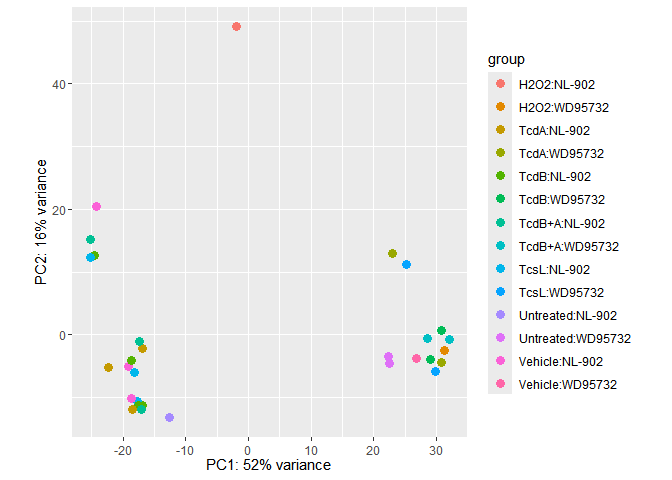 40
20
0
-20
-10
0
10
20
30
PC1: 52% variance
PC2: 16% variance
group
H2O2:NL-902
H2O2:WD95732
TcdA:NL-902
TcdA:WD95732
TcdB:NL-902
TcdB:WD95732
TcdB+A:NL-902
TcdB+A:WD95732
TcsL:NL-902
TcsL:WD95732
Untreated:NL-902
Untreated:WD95732
Vehicle:NL-902
Vehicle:WD95732